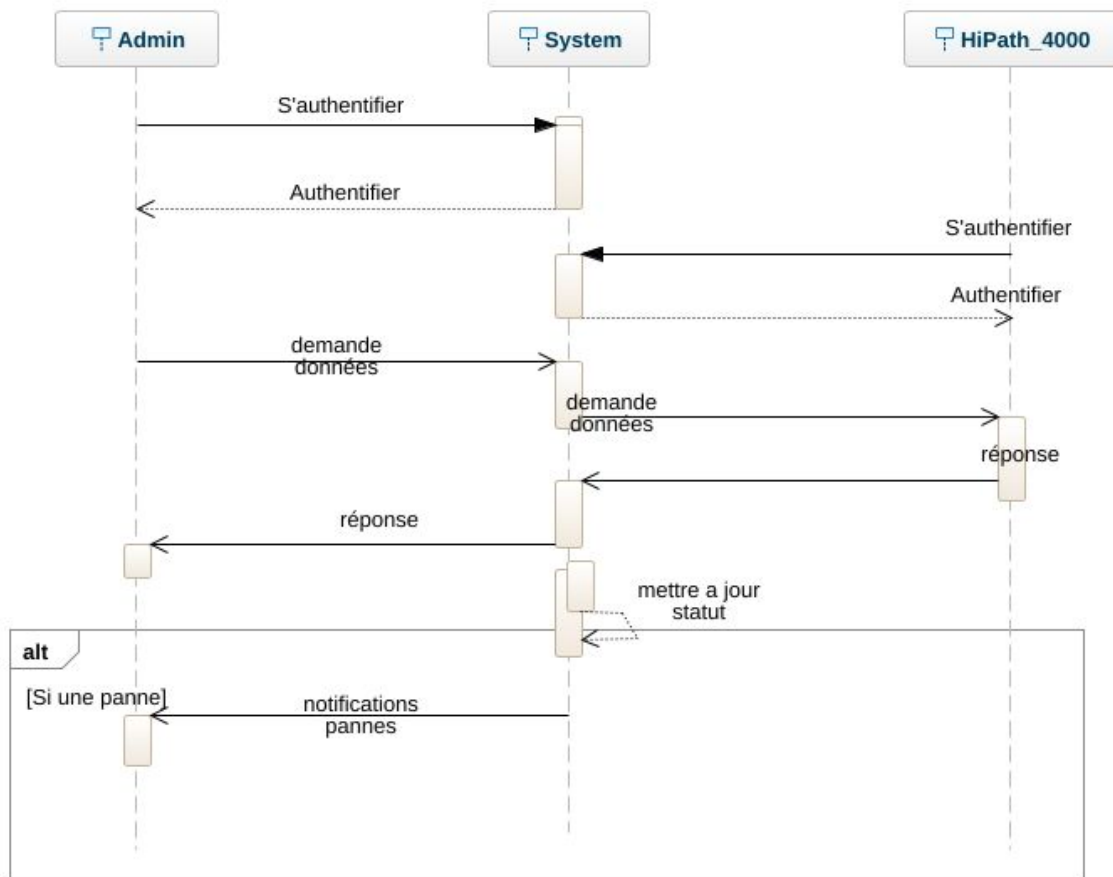 Admin
System
HiPath_4000
S'authentifier
Authentifier
S'authentifier
Authentifier
demande
données
demande
données
réponse
réponse
mettre a jour
statut
alt
[Si une panne]
notifications
pannes